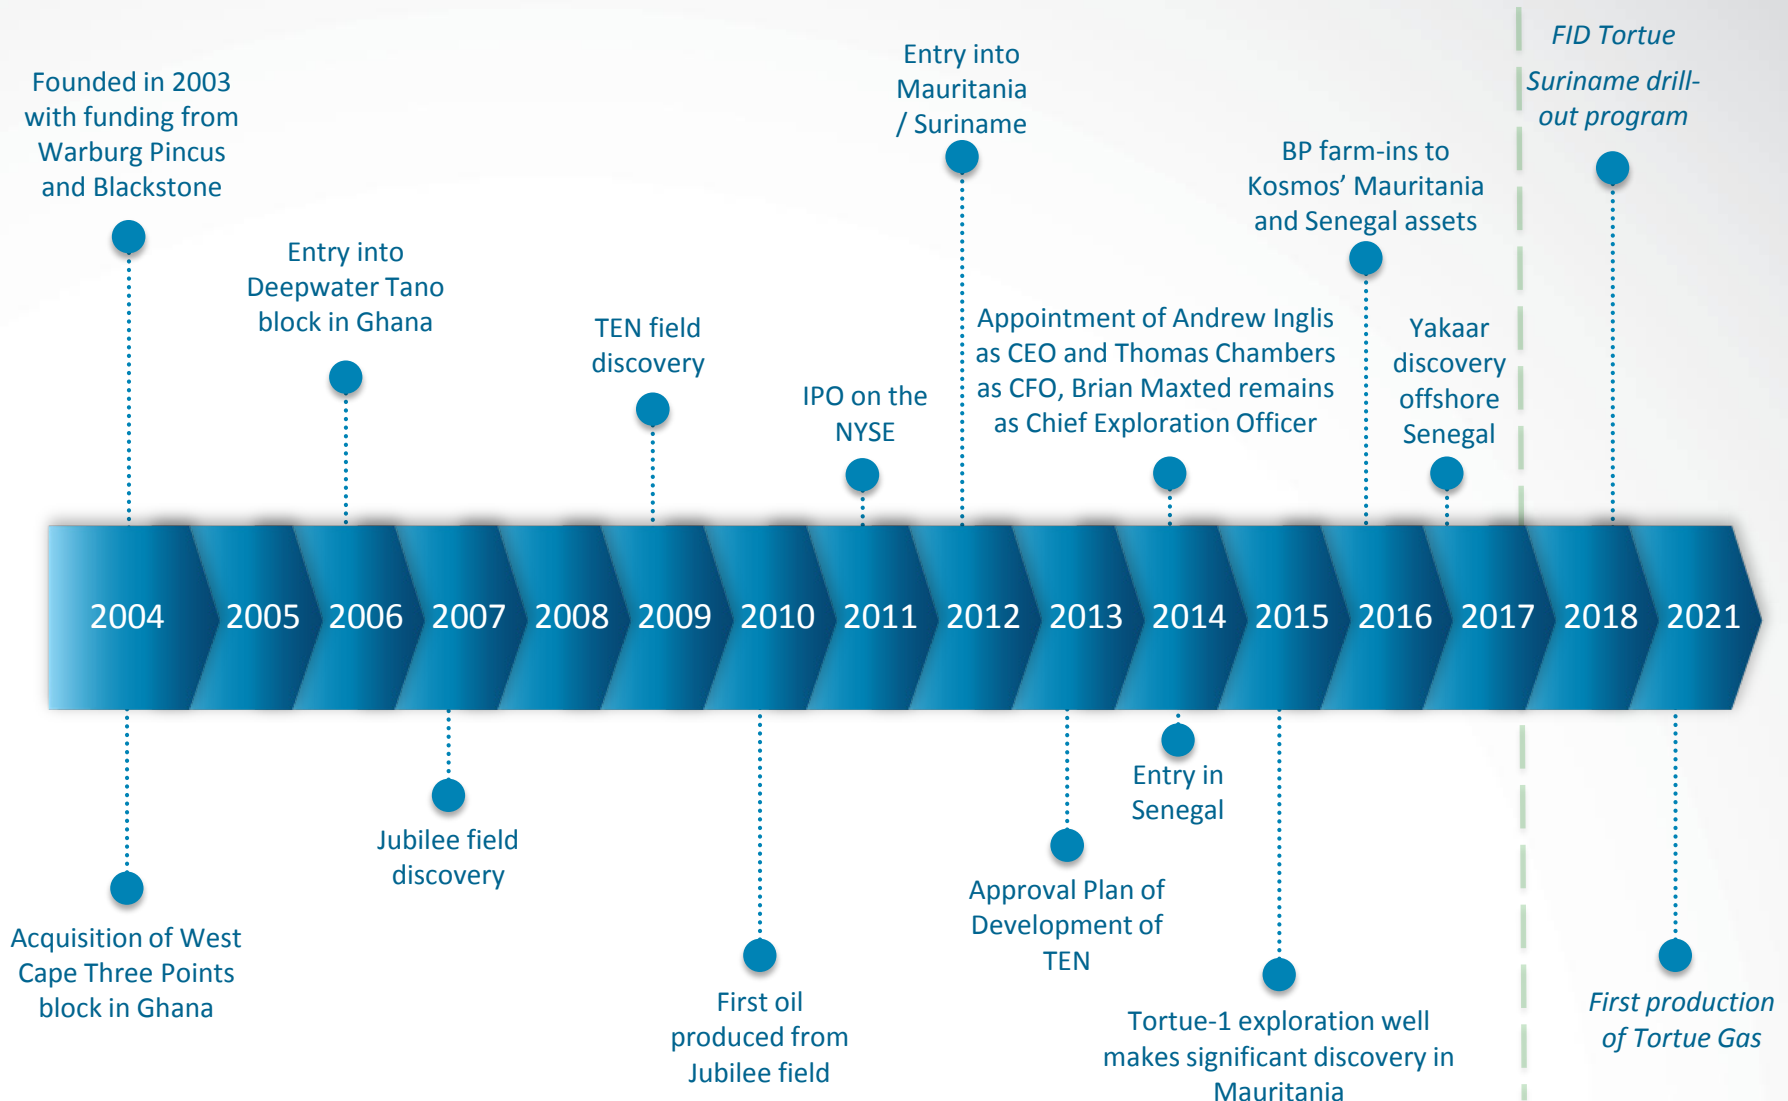 Founded in 2003
with funding from
Warburg Pincus
and Blackstone
Entry into
Deepwater Tano
block in Ghana
TEN field
discovery
IPO on the
NYSE
Entry into
Mauritania
/ Suriname
Appointment of Andrew Inglis
as CEO and Thomas Chambers
as CFO, Brian Maxted remains
as Chief Exploration Officer
BP farm-ins to
Kosmos’ Mauritania
and Senegal assets
Yakaar
discovery
offshore
Senegal
FID Tortue
Suriname drill-
out program
2004 2005 2006 2007 2008 2009 2010 2011 2012 2013 2014 2015 2016 2017 2018 2021
Acquisition of West
Cape Three Points
block in Ghana
Jubilee field
discovery
First oil
produced from
Jubilee field
Approval Plan of
Development of
TEN
Entry in
Senegal
Tortue-1 exploration well
makes significant discovery in
Mauritania
First production
of Tortue Gas